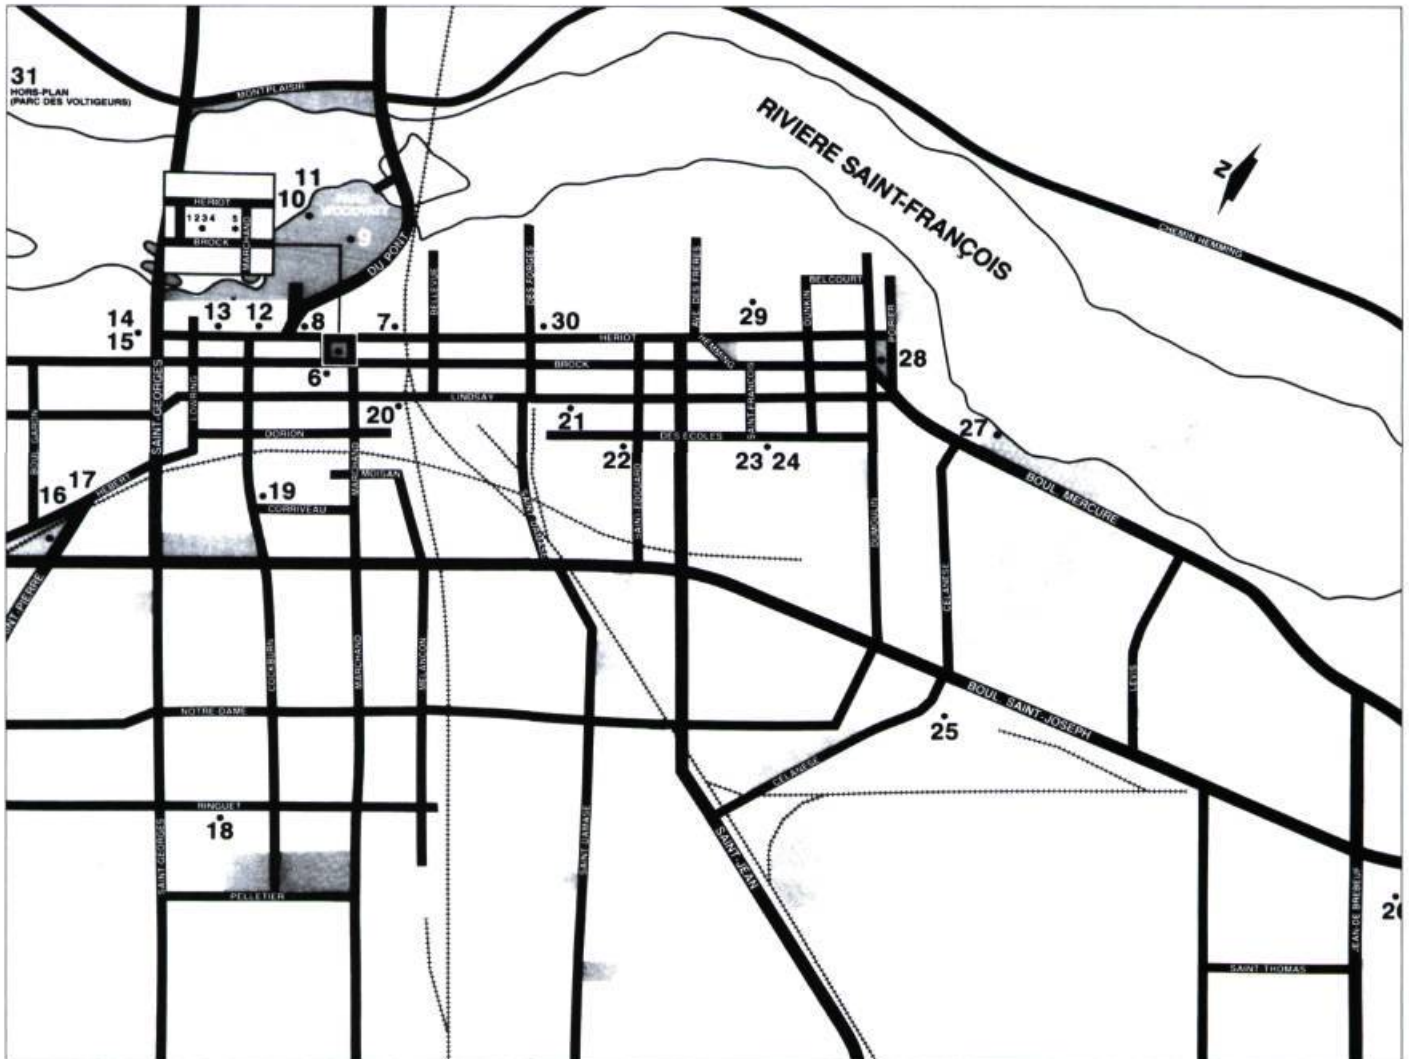 31
HORS-PLAN
(PARC DES VOLTIGEURS)
MONTPLAISIR
RIVIERE SAINT-FRANÇOIS
N
CHEMIN HEMMING
11
10
HERIOT
1 2 3 4 5
MARCHAND
BROCK
WOODYATT
9
DU PONT
BELLEVUE
DES FORGES
AVE. DES FRERES
DUNKIN
BELCOURT
POIRIER
14
15
13
12
8
7
30
29
HERIOT
HEMMING
28
6
BROCK
SAINT-GEORGES
LOWRING
LINDSAY
SAINT-FRANÇOIS
BOUL. GARON
20
21
DORION
DES ECOLES
22
23 24
27
MARCHAND
MOISAN
16
17
HEBERT
19
CORRIVEAU
SAINT-EDOUARD
DUMOULIN
BOUL. MERCURE
CELANESE
COCKBURN
MARCHAND
MELANCON
LEVIS
NOTRE-DAME
BOUL. SAINT-JOSEPH
25
CELANESE
RINGUET
18
SAINT-GEORGES
SAINT-DAMASE
SAINT-JEAN
PELLETIER
JEAN-DE BREBEUF
SAINT THOMAS